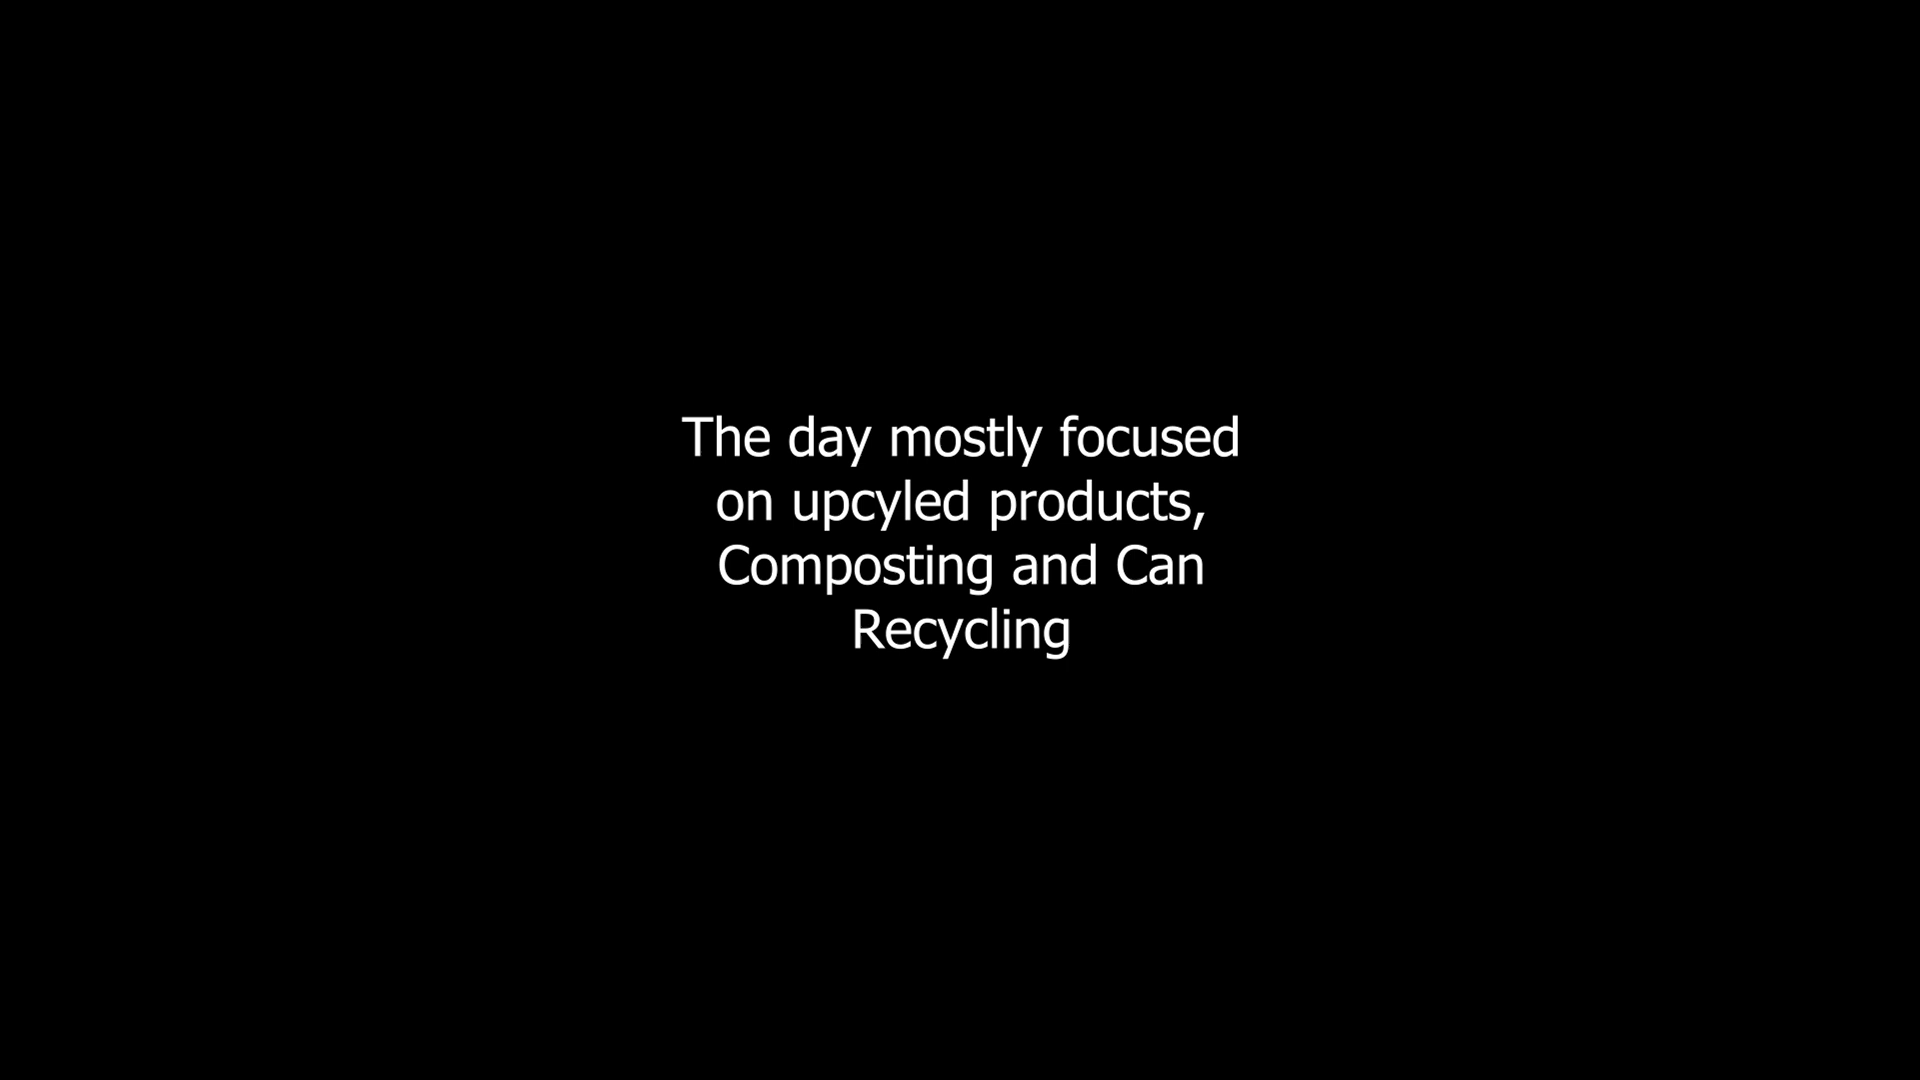 The day mostly focused
on upcyled products,
Composting and Can
Recycling